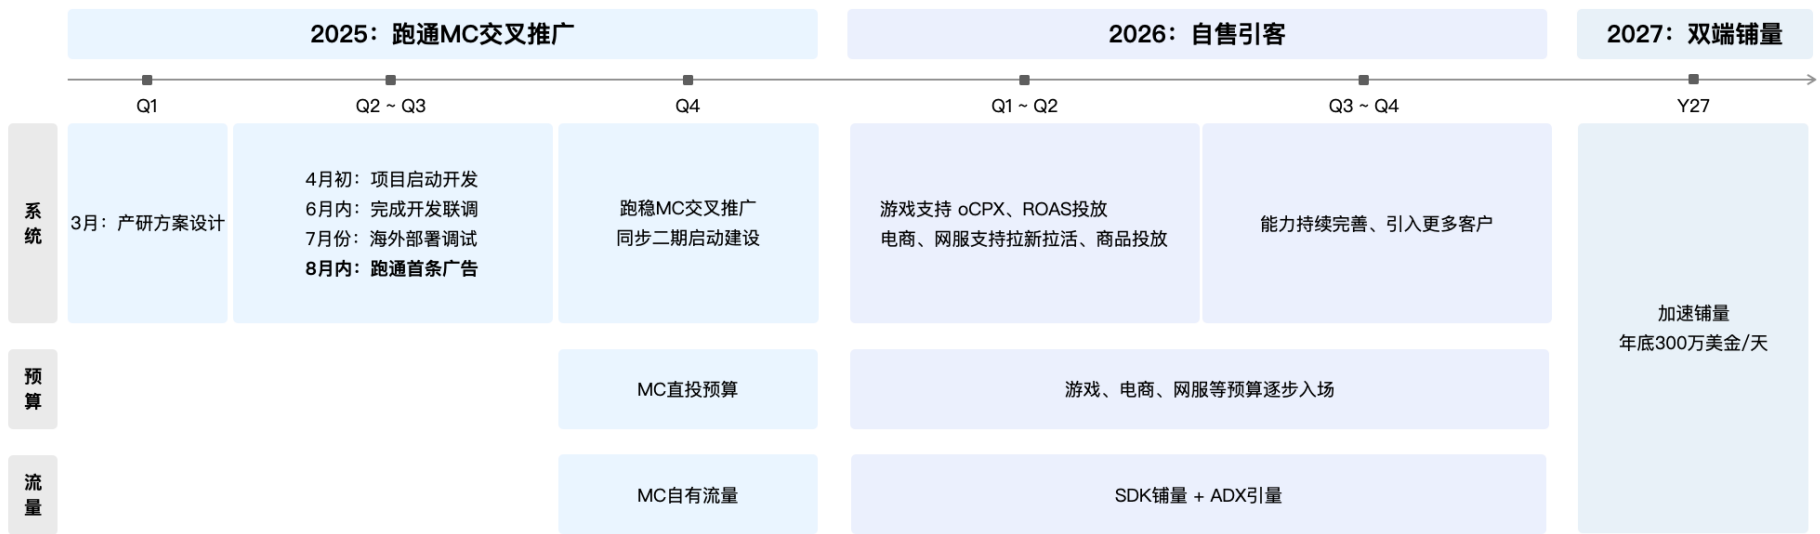 2025：跑通MC交叉推广
2026：自售引客
2027：双端铺量
Q1
Q2 ~ Q3
Q4
Q1 ~ Q2
Q3 ~ Q4
Y27
系统
3月：产研方案设计
4月初：项目启动开发
6月内：完成开发联调
7月份：海外部署调试
8月内：跑通首条广告
跑稳MC交叉推广
同步二期启动建设
游戏支持 oCPX、ROAS投放
电商、网服支持拉新拉活、商品投放
能力持续完善、引入更多客户
加速铺量
年底300万美金/天
预算
MC直投预算
游戏、电商、网服等预算逐步入场
流量
MC自有流量
SDK铺量 + ADX引量